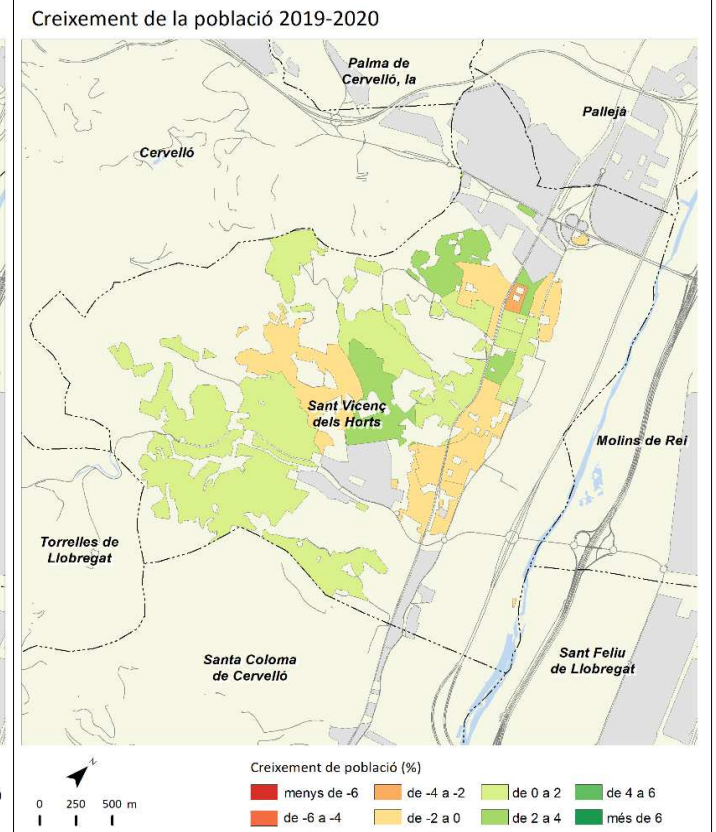 Creixement de la població 2019-2020
Palma de
Cervelló, la
Pallejà
Cervelló
Sant Vicenç
dels Horts
Molins de Rei
Torrelles de
Llobregat
Santa Coloma
de Cervelló
Sant Feliu
de Llobregat
N
0 250 500 m
Creixement de població (%)
menys de -6
de -4 a -2
de 0 a 2
de 4 a 6
de -6 a -4
de -2 a 0
de 2 a 4
més de 6